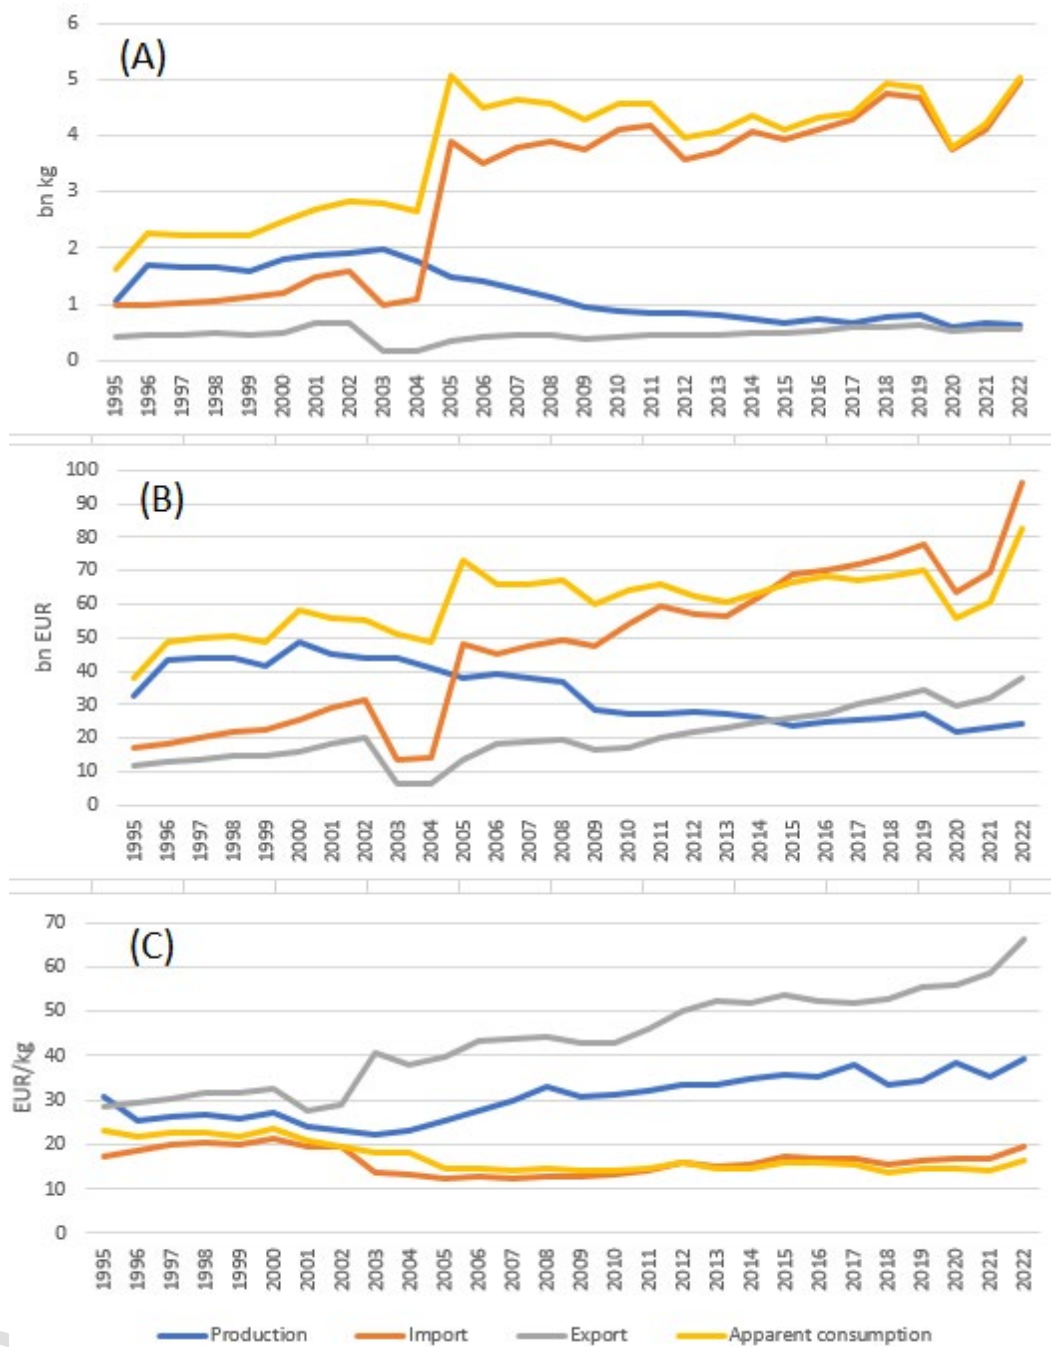 (A)
bn kg
6
5
4
3
2
1
0
1995 1996 1997 1998 1999 2000 2001 2002 2003 2004 2005 2006 2007 2008 2009 2010 2011 2012 2013 2014 2015 2016 2017 2018 2019 2020 2021 2022
(B)
bn EUR
100
90
80
70
60
50
40
30
20
10
0
1995 1996 1997 1998 1999 2000 2001 2002 2003 2004 2005 2006 2007 2008 2009 2010 2011 2012 2013 2014 2015 2016 2017 2018 2019 2020 2021 2022
(C)
EUR/kg
70
60
50
40
30
20
10
0
1995 1996 1997 1998 1999 2000 2001 2002 2003 2004 2005 2006 2007 2008 2009 2010 2011 2012 2013 2014 2015 2016 2017 2018 2019 2020 2021 2022
Production Import Export Apparent consumption